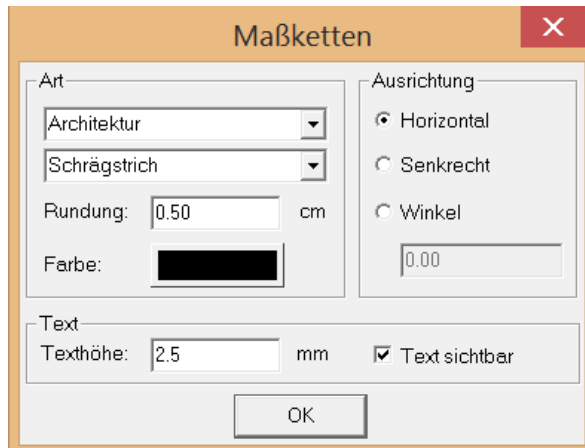 Maßketten
Art
Architektur
Schrägstrich
Rundung: 0.50 cm
Farbe:
Ausrichtung
Horizontal
Senkrecht
Winkel
0.00
Text
Texthöhe: 2.5 mm
Text sichtbar
OK